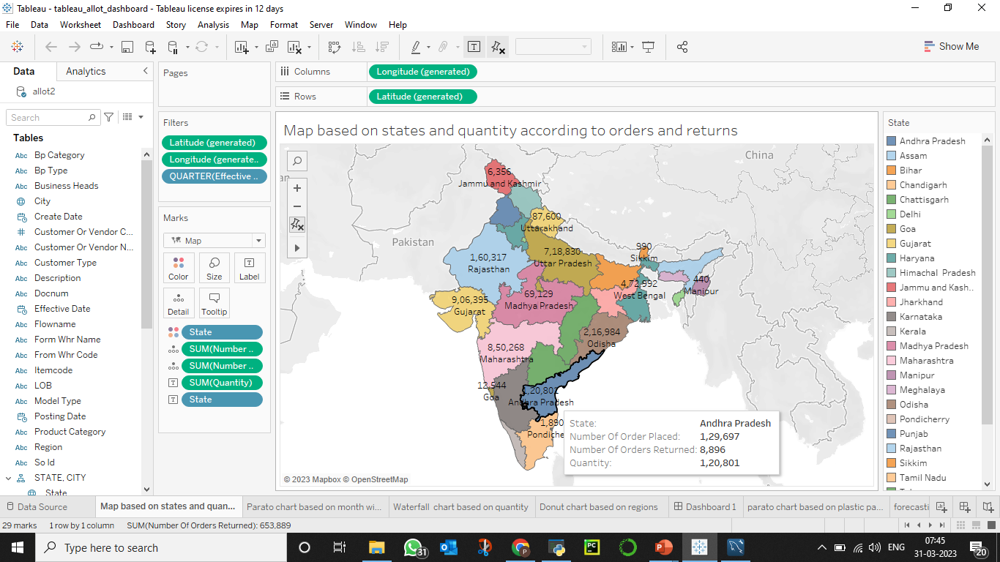 Tableau - tableau_allot_dashboard - Tableau license expires in 12 days
File Data Worksheet Dashboard Story Analysis Map Format Server Window Help
Show Me
Data Analytics
allot2
Search
Tables
Abc Bp Category
Abc Bp Type
Abc Business Heads
City
Create Date
Customer Or Vendor C...
Abc Customer Or Vendor N...
Abc Customer Type
Abc Description
Abc Docnum
Effective Date
Abc Flowname
Abc Form Whr Name
Abc From Whr Code
Abc Itemcode
Abc LOB
Abc Model Type
Posting Date
Abc Product Category
Abc Region
Abc So Id
STATE, CITY
State
Pages
Filters
Latitude (generated)
Longitude (generate..
QUARTER(Effective ..
Marks
Map
Color Size Label
Detail Tooltip
State
SUM(Number ..
SUM(Number ..
SUM(Quantity)
State
Columns Longitude (generated)
Rows Latitude (generated)
Map based on states and quantity according to orders and returns
China
Pakistan
6,356
Jammu and Kashmir
87,600
Uttarakhand
7,18,830
Uttar Pradesh
990
Sikkim
1,60,317
Rajasthan
440
Manipur
4,72,992
West Bengal
69,129
Madhya Pradesh
9,06,395
Gujarat
2,16,984
Odisha
8,50,268
Maharashtra
12,544
Goa
1,20,801
Andhra Pradesh
1,890
Pondiche
State: Andhra Pradesh
Number Of Order Placed: 1,29,697
Number Of Orders Returned: 8,896
Quantity: 1,20,801
© 2023 Mapbox © OpenStreetMap
State
Andhra Pradesh
Assam
Bihar
Chandigarh
Chattisgarh
Delhi
Goa
Gujarat
Haryana
Himachal Pradesh
Jammu and Kash..
Jharkhand
Karnataka
Kerala
Madhya Pradesh
Maharashtra
Manipur
Meghalaya
Odisha
Pondicherry
Punjab
Rajasthan
Sikkim
Tamil Nadu
Data Source Map based on states and quan... Parato chart based on month wi... Waterfall chart based on quantity Donut chart based on regions Dashboard 1 parato chart based on plastic pa... forecasti
29 marks 1 row by 1 column SUM(Number Of Orders Returned): 653,889
Type here to search
31
ENG
07:45
31-03-2023
20